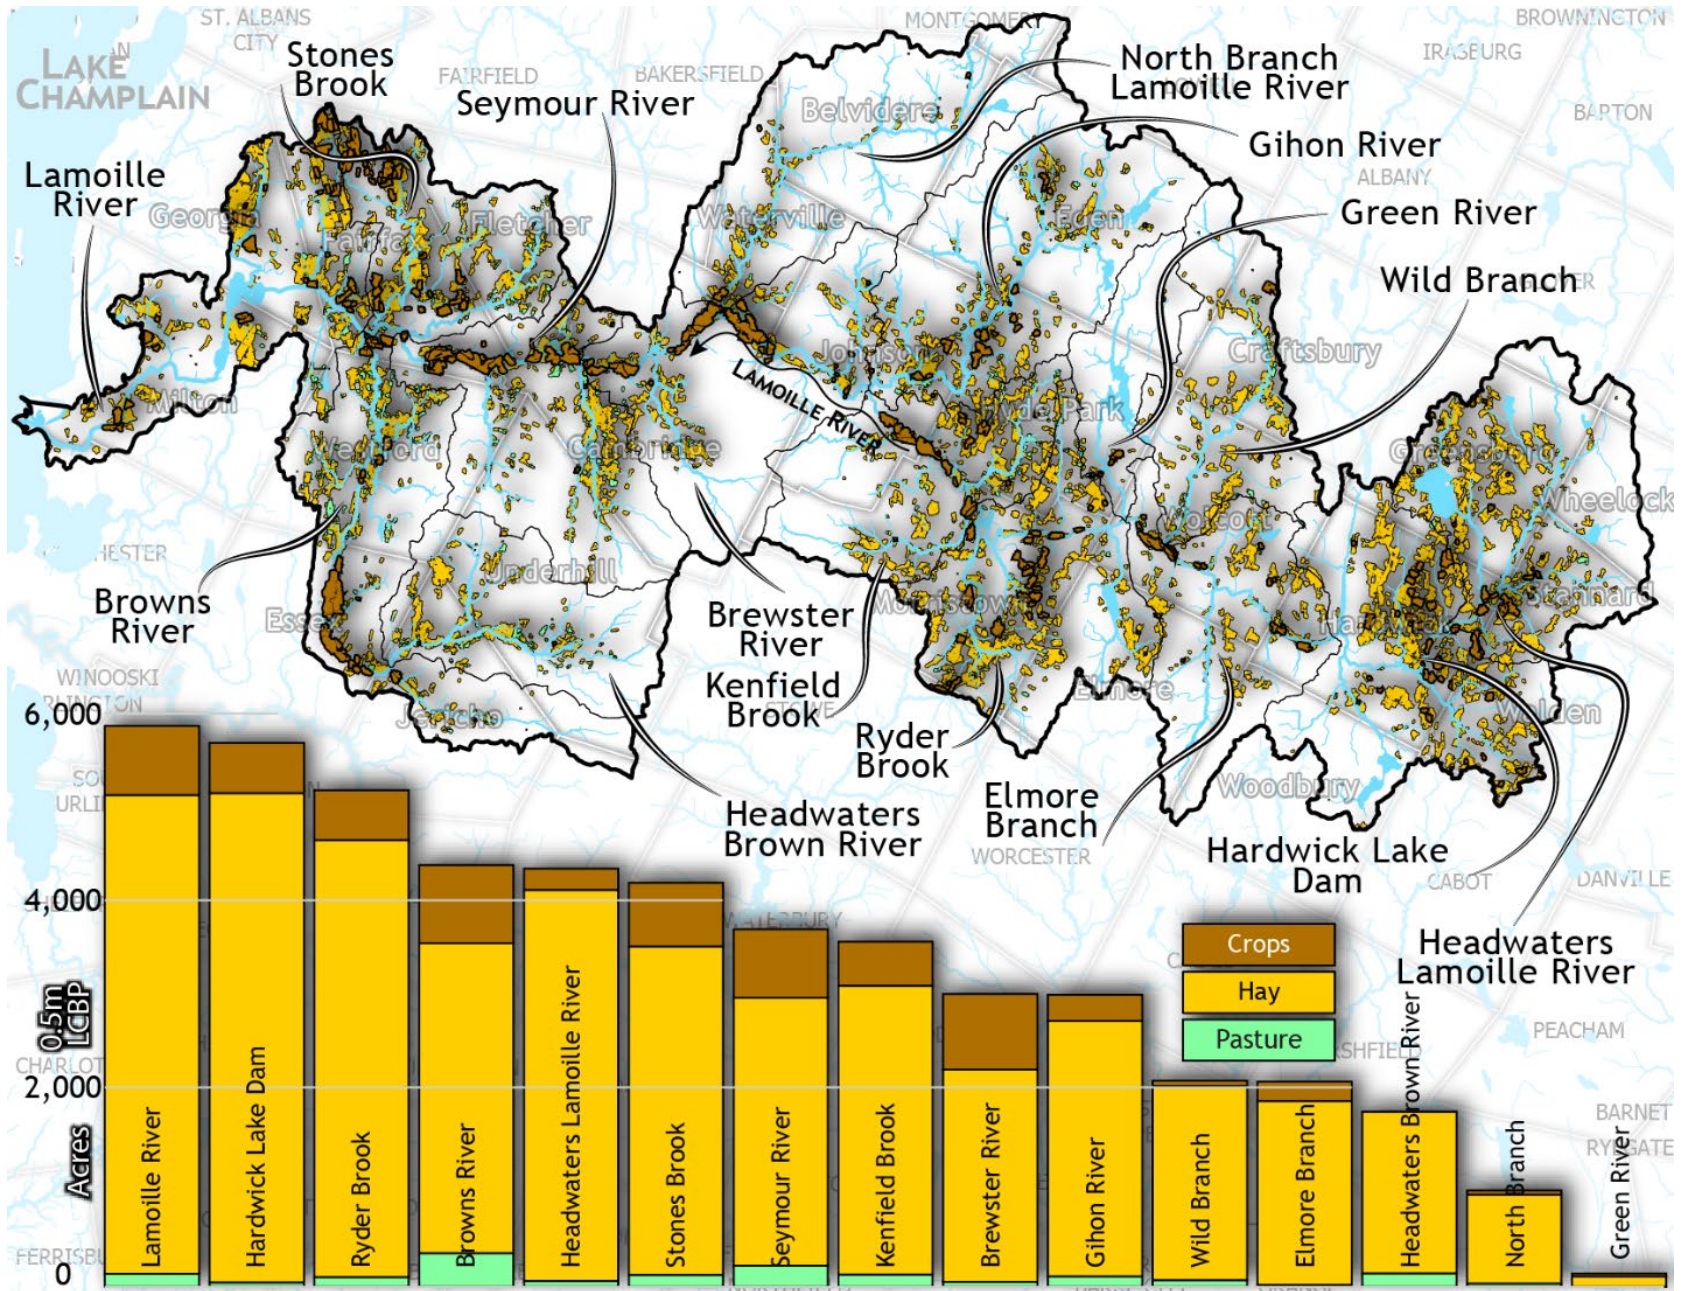 ST. ALBANS
CITY
MONTGOMERY
BROWNINGTON
LAKE
CHAMPLAIN
Stones
Brook
FAIRFIELD
BAKERSFIELD
Seymour River
North Branch
Lamoille River
IRASBURG
BARTON
Belvidere
Gihon River
ALBANY
Lamoille
River
Georgia
Fairfax
Fletcher
Waterville
Eden
Green River
Wild Branch
LAMOILLE RIVER
Johnson
Craftsbury
Milton
Hyde Park
Westford
Cambridge
Greensboro
Wheelock
Wolcott
Underhill
Browns
River
Essex
Brewster
River
Morristown
Hardwick
Stannard
Kenfield
Brook
STOWE
WINOOSKI
Jericho
Elmore
Walden
Ryder
Brook
Woodbury
Headwaters
Brown River
Elmore
Branch
WORCESTER
Hardwick Lake
Dam
CABOT
DANVILLE
Headwaters
Lamoille River
WATERBURY
PEACHAM
BARNET
RYEGATE
6,000
4,000
2,000
0
0.5m
LCBP
Acres
Crops
Hay
Pasture
Lamoille River
Hardwick Lake Dam
Ryder Brook
Browns River
Headwaters Lamoille River
Stones Brook
Seymour River
Kenfield Brook
Brewster River
Gihon River
Wild Branch
Elmore Branch
Headwaters Brown River
North Branch
Green River